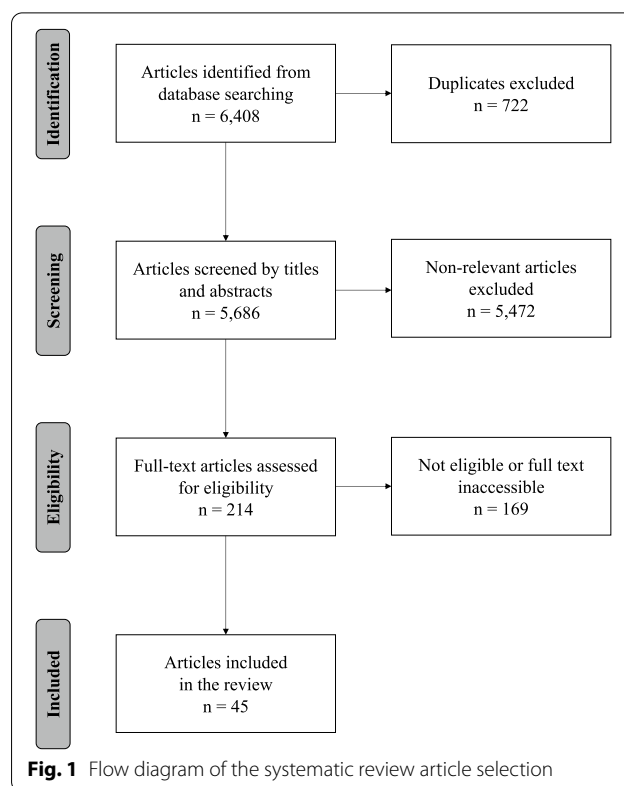 Identification
Articles identified from
database searching
n = 6,408
Duplicates excluded
n = 722
Screening
Articles screened by titles
and abstracts
n = 5,686
Non-relevant articles
excluded
n = 5,472
Eligibility
Full-text articles assessed
for eligibility
n = 214
Not eligible or full text
inaccessible
n = 169
Included
Articles included
in the review
n = 45
Fig. 1 Flow diagram of the systematic review article selection